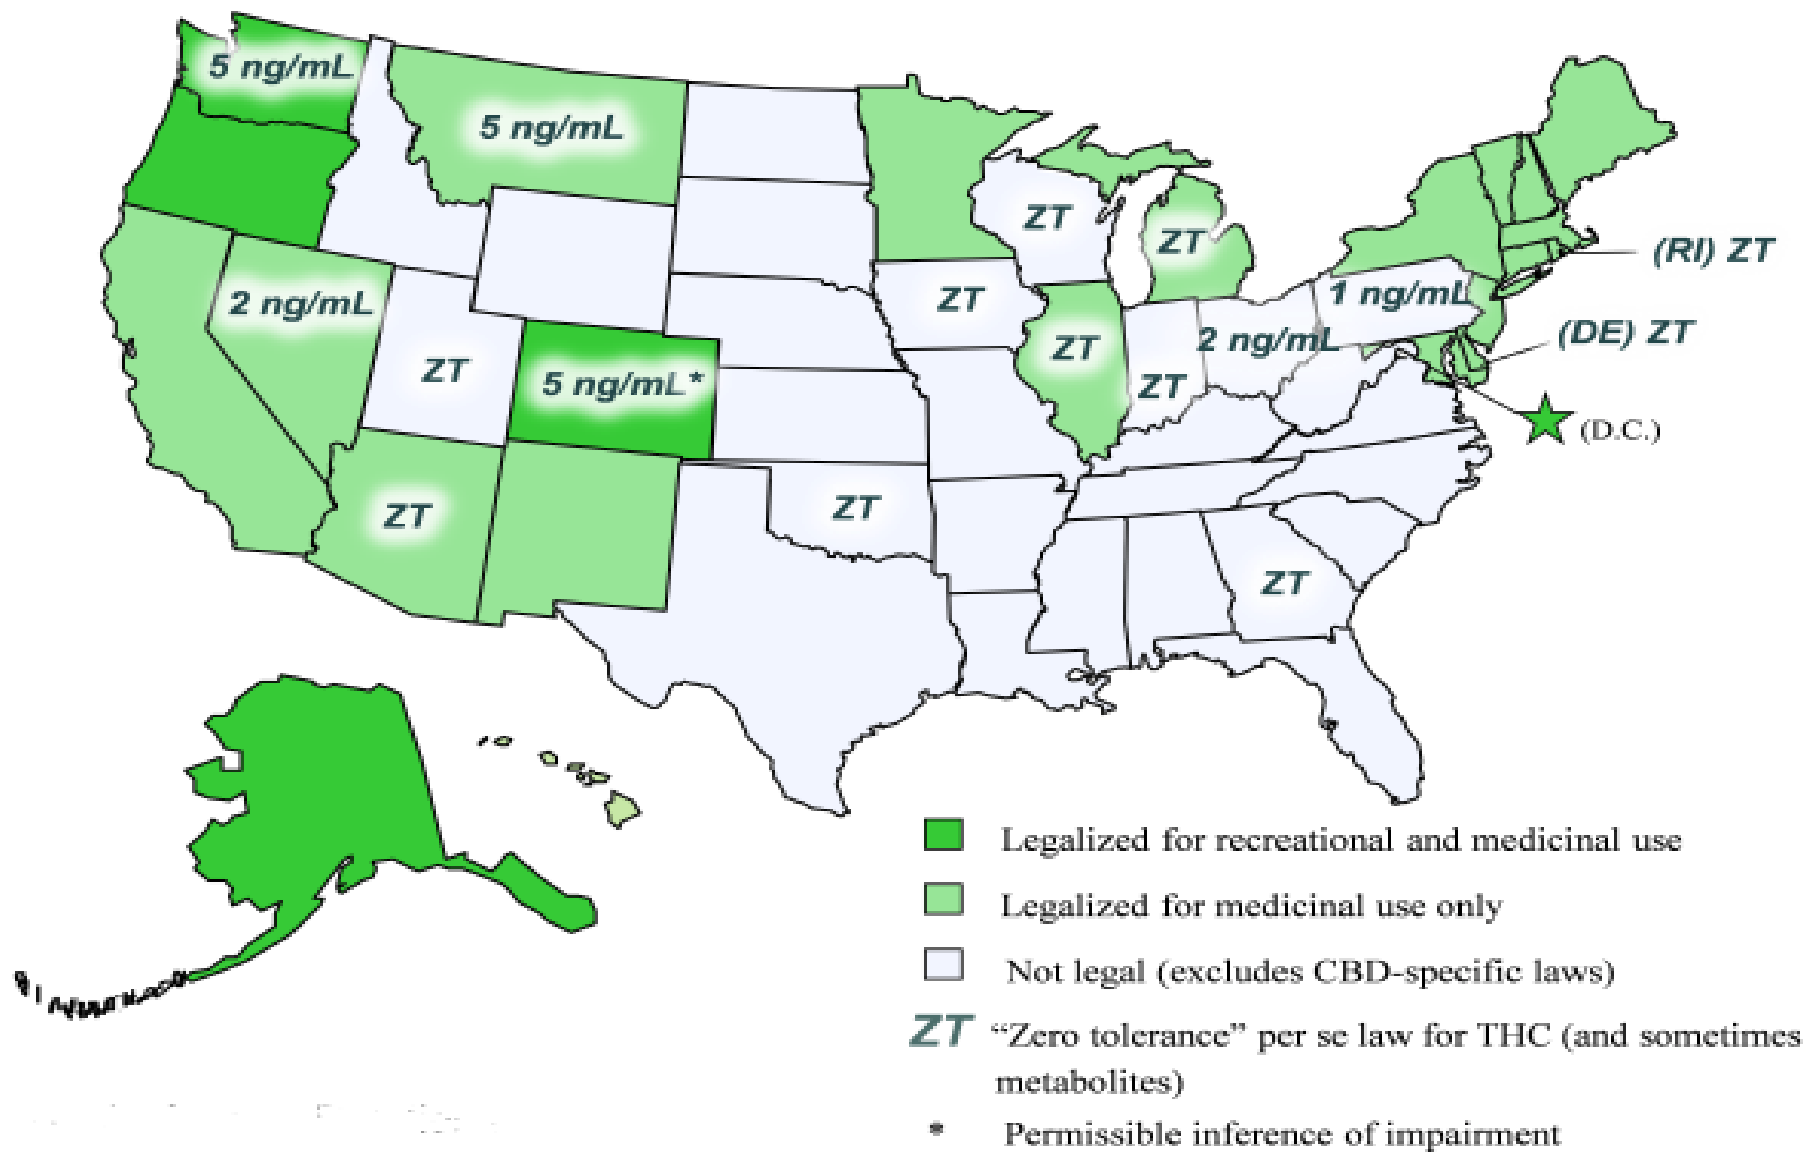 5 ng/mL
5 ng/mL
ZT
ZT
(RI) ZT
2 ng/mL
ZT
1 ng/mL
ZT
2 ng/mL
(DE) ZT
ZT
5 ng/mL*
ZT
(D.C.)
ZT
ZT
ZT
Legalized for recreational and medicinal use
Legalized for medicinal use only
Not legal (excludes CBD-specific laws)
ZT “Zero tolerance” per se law for THC (and sometimes
metabolites)
* Permissible inference of impairment